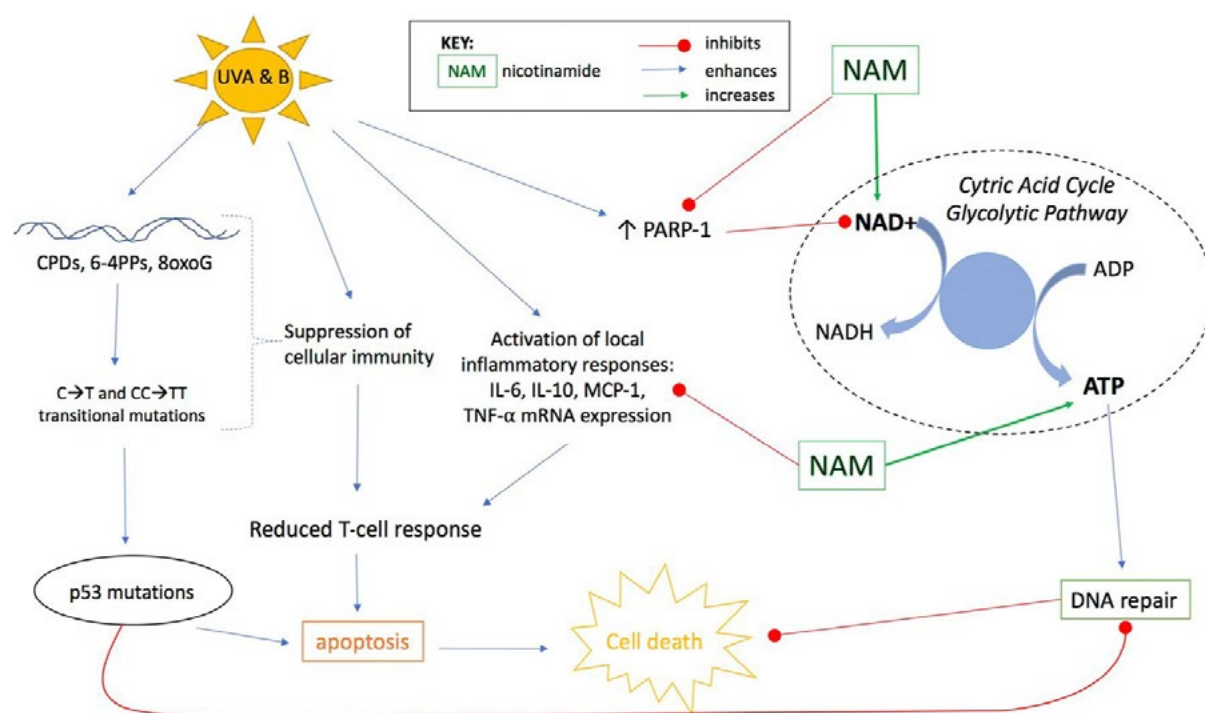 UVA & B
KEY:
NAM nicotinamide
inhibits
enhances
increases
NAM
Cytric Acid Cycle
Glycolytic Pathway
↑ PARP-1
NAD+
ADP
NADH
ATP
CPDs, 6-4PPs, 8oxoG
Suppression of
cellular immunity
Activation of local
inflammatory responses:
IL-6, IL-10, MCP-1,
TNF-α mRNA expression
C→T and CC→TT
transitional mutations
NAM
Reduced T-cell response
p53 mutations
apoptosis
Cell death
DNA repair